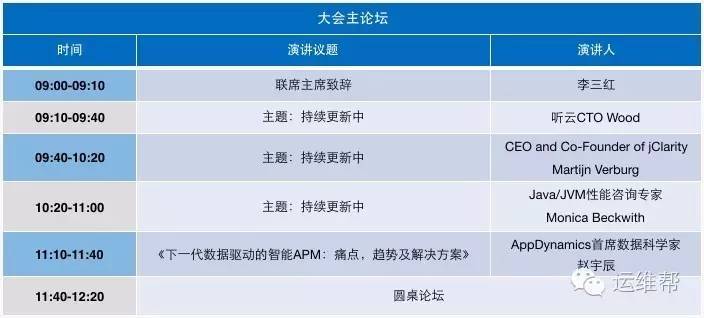 大会主论坛
时间 演讲议题 演讲人
09:00-09:10 联席主席致辞 李三红
09:10-09:40 主题：持续更新中 听云CTO Wood
09:40-10:20 主题：持续更新中 CEO and Co-Founder of jClarity
Martijn Verburg
10:20-11:00 主题：持续更新中 Java/JVM性能咨询专家
Monica Beckwith
11:10-11:40 《下一代数据驱动的智能APM：痛点，趋势及解决方案》 AppDynamics首席数据科学家
赵宇辰
11:40-12:20 圆桌论坛
运维帮